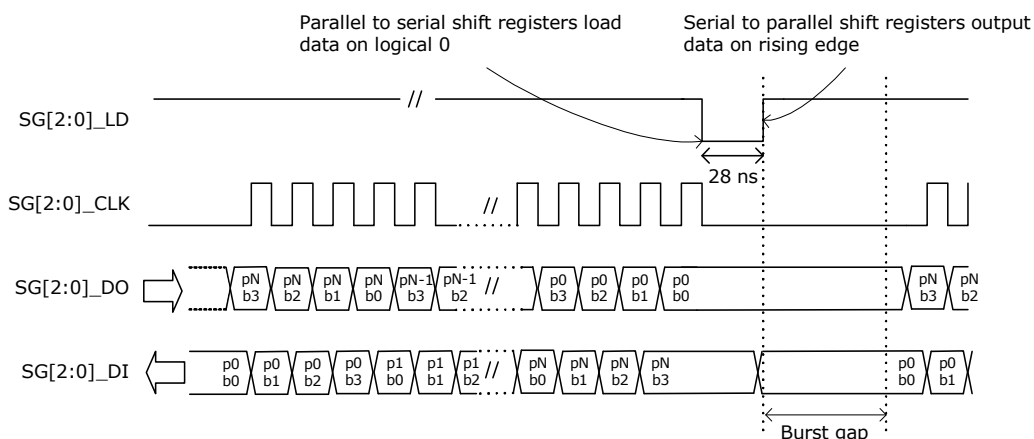 Parallel to serial shift registers load
data on logical 0
Serial to parallel shift registers output
data on rising edge
SG[2:0]_LD
//
28 ns
SG[2:0]_CLK
//
SG[2:0]_DO
pN b3
pN b2
pN b1
pN b0
pN-1 b3
pN-1 b2
//
p0 b3
p0 b2
p0 b1
p0 b0
pN b3
pN b2
SG[2:0]_DI
p0 b0
p0 b1
p0 b2
p0 b3
p1 b0
p1 b1
p1 b2
//
pN b0
pN b1
pN b2
pN b3
p0 b0
p0 b1
Burst gap